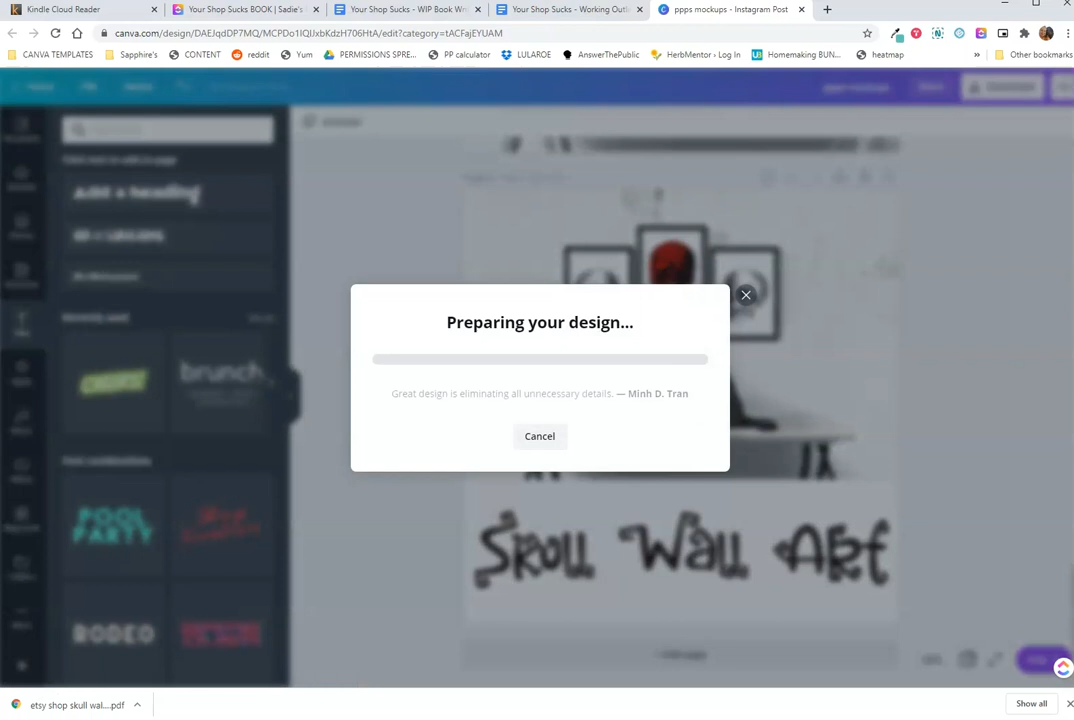 Kindle Cloud Reader
Your Shop Sucks BOOK | Sadie's
Your Shop Sucks - WIP Book Wr
Your Shop Sucks - Working Outl
ppps mockups - Instagram Post
canva.com/design/DAEJqdDP7MQ/MCPDo1IQlJxbKdzH706HtA/edit?category=tACFajEYUAM
CANVA TEMPLATES
Sapphire's
CONTENT
reddit
Yum
PERMISSIONS SPRE...
PP calculator
LULAROE
AnswerThePublic
HerbMentor › Log In
Homemaking BUN...
heatmap
»
Other bookmarks
Add a heading
brunch
POOL
PARTY
RODEO
Preparing your design...
Great design is eliminating all unnecessary details. — Minh D. Tran
Cancel
Skull Wall Art
etsy shop skull wal....pdf
Show all